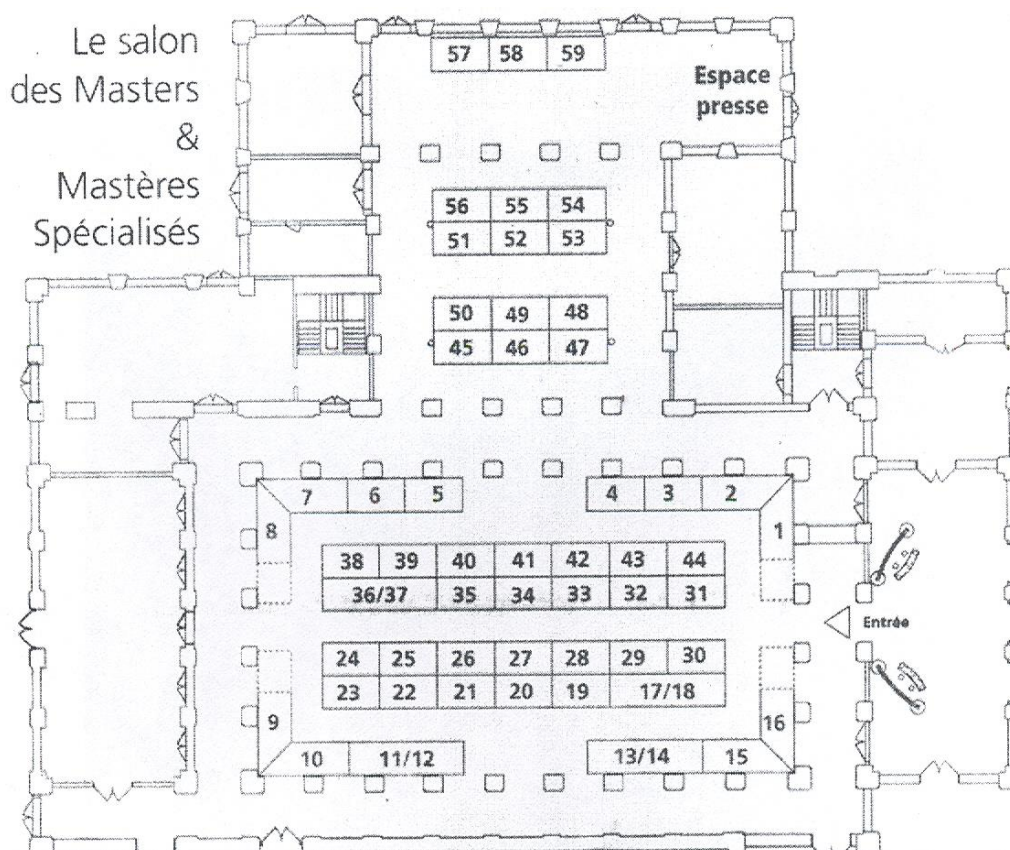 Le salon
des Masters
&
Mastères
Spécialisés
57 58 59
Espace
presse
56 55 54
51 52 53
50 49 48
45 46 47
7 6 5 4 3 2
8 1
38 39 40 41 42 43 44
36/37 35 34 33 32 31
Entrée
24 25 26 27 28 29 30
23 22 21 20 19 17/18
9 16
10 11/12 13/14 15